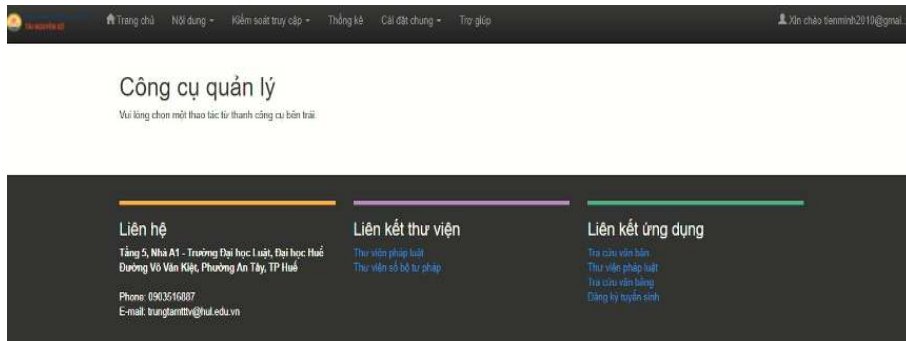 TÀI NGUYÊN SỐ
Trang chủ Nội dung Kiểm soát truy cập Thống kê Cài đặt chung Trợ giúp Xin chào tienminh2010@gmai...
Công cụ quản lý
Vui lòng chọn một thao tác từ thanh công cụ bên trái.
Liên hệ
Tầng 5, Nhà A1 - Trường Đại học Luật, Đại học Huế
Đường Võ Văn Kiệt, Phường An Tây, TP Huế
Phone: 0903516887
E-mail: trungtamtttv@hul.edu.vn
Liên kết thư viện
Thư viện pháp luật
Thư viện số bộ tư pháp
Liên kết ứng dụng
Tra cứu văn bản
Thư viện pháp luật
Tra cứu văn bằng
Đăng ký tuyển sinh